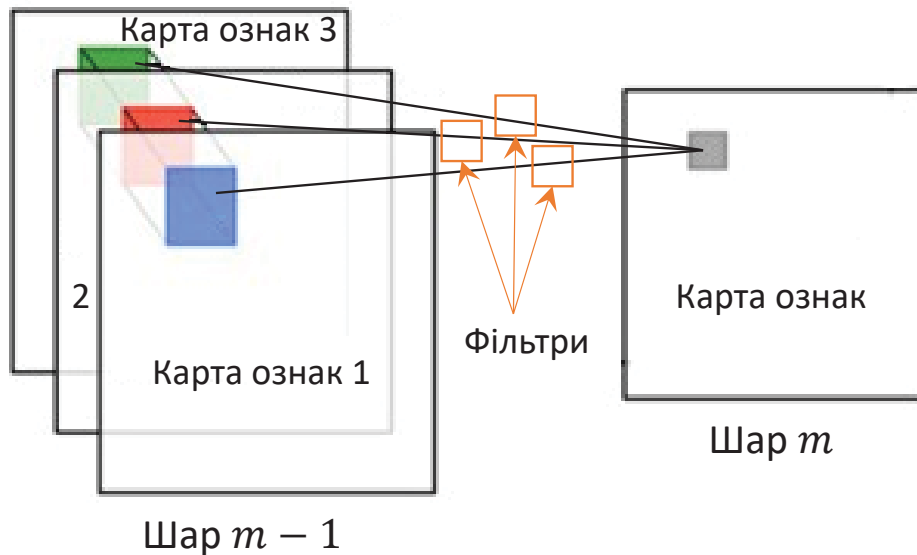 Карта ознак 3
2
Карта ознак 1
Шар m − 1
Фільтри
Карта ознак
Шар m